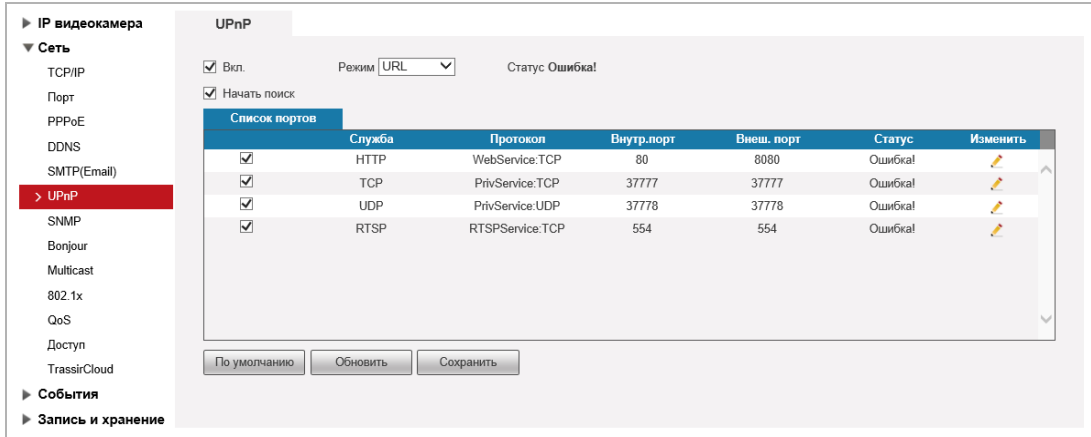 IP видеокамера
Сеть
TCP/IP
Порт
PPPoE
DDNS
SMTP(Email)
UPnP
SNMP
Bonjour
Multicast
802.1x
QoS
Доступ
TrassirCloud
События
Запись и хранение
UPnP
Вкл. Режим URL Статус Ошибка!
Начать поиск
Список портов
Служба Протокол Внутр.порт Внеш. порт Статус Изменить
HTTP WebService:TCP 80 8080 Ошибка!
TCP PrivService:TCP 37777 37777 Ошибка!
UDP PrivService:UDP 37778 37778 Ошибка!
RTSP RTSPService:TCP 554 554 Ошибка!
По умолчанию Обновить Сохранить